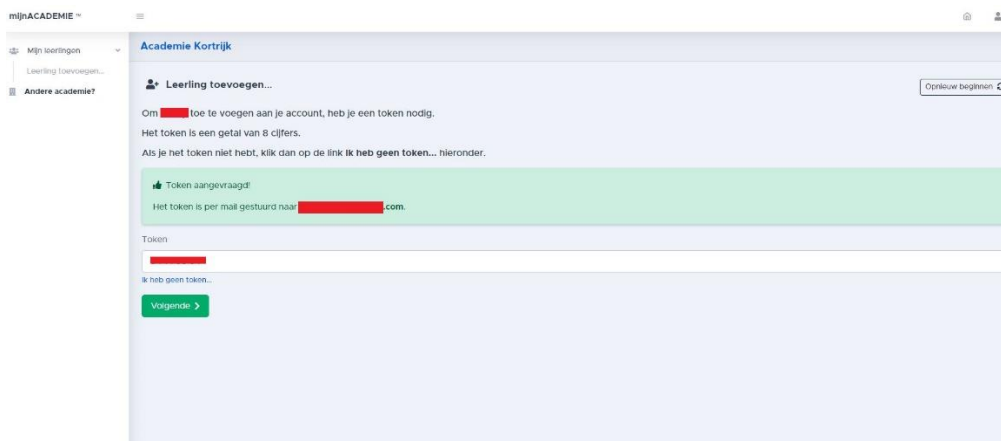 mijnACADEMIE™
Mijn leerlingen
Leerling toevoegen...
Andere academie?
Academie Kortrijk
Leerling toevoegen...
Opnieuw beginnen
Om toe te voegen aan je account, heb je een token nodig.
Het token is een getal van 8 cijfers.
Als je het token niet hebt, klik dan op de link Ik heb geen token... hieronder.
Token aangevraagd!
Het token is per mail gestuurd naar .com.
Token
Ik heb geen token...
Volgende